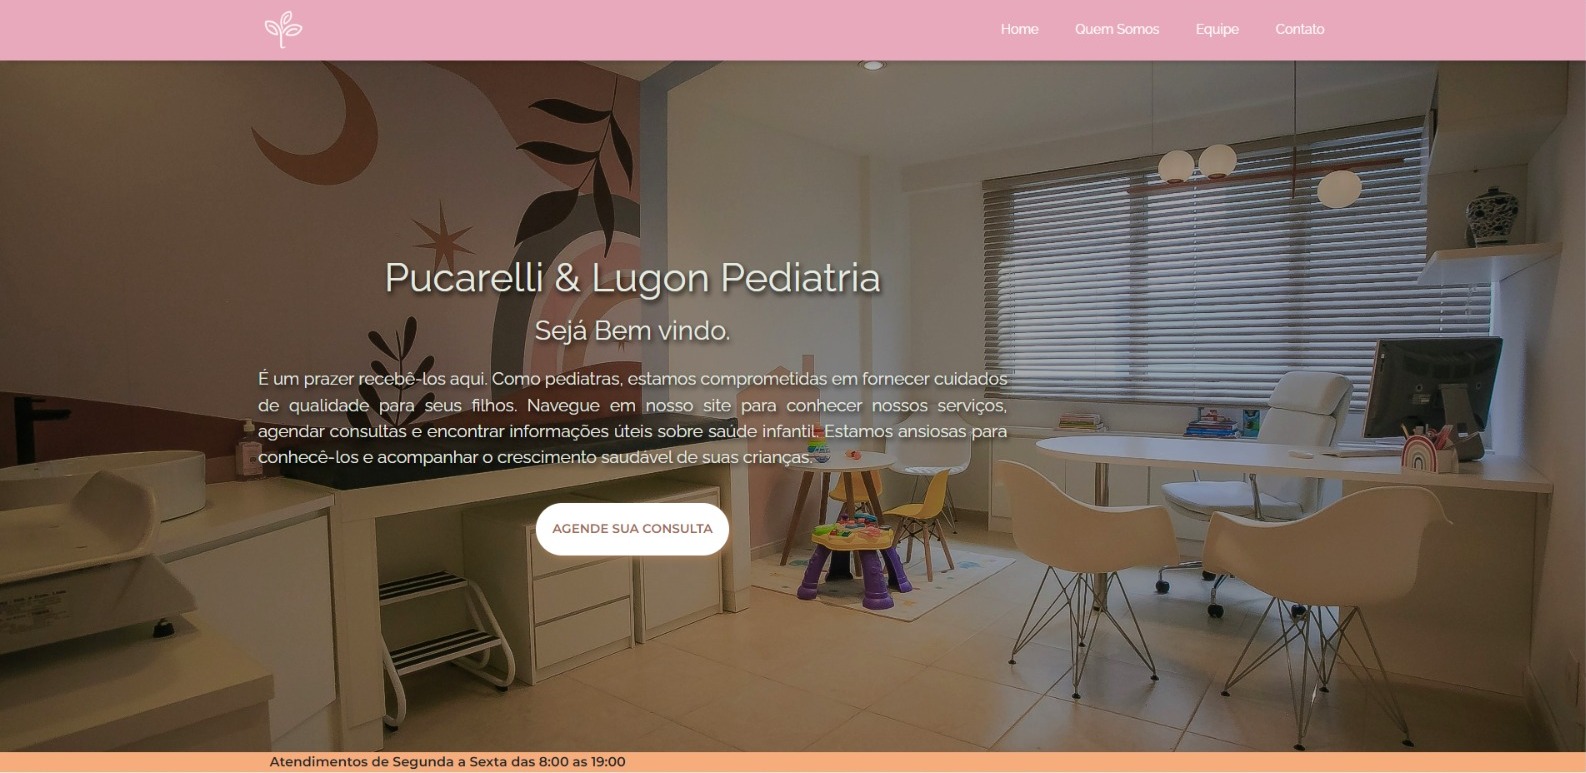 Home Quem Somos Equipe Contato
Pucarelli & Lugon Pediatria
Sejá Bem vindo.
É um prazer recebê-los aqui. Como pediatras, estamos comprometidas em fornecer cuidados
de qualidade para seus filhos. Navegue em nosso site para conhecer nossos serviços,
agendar consultas e encontrar informações úteis sobre saúde infantil. Estamos ansiosas para
conhecê-los e acompanhar o crescimento saudável de suas crianças.
AGENDE SUA CONSULTA
Atendimentos de Segunda a Sexta das 8:00 as 19:00